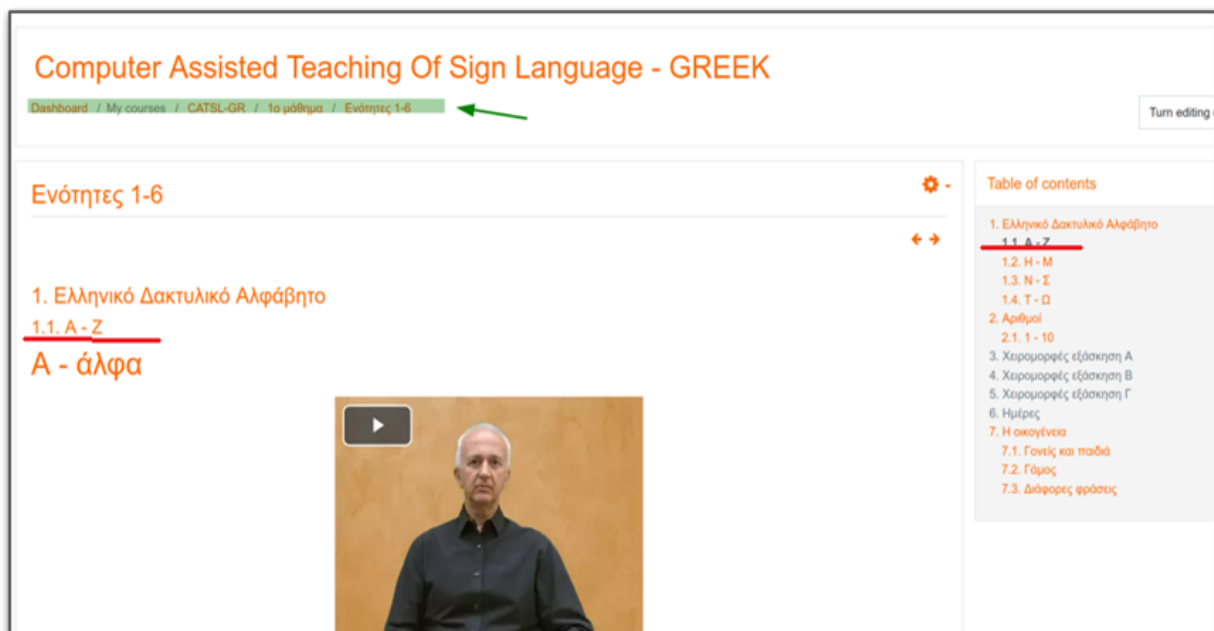 Computer Assisted Teaching Of Sign Language - GREEK
Dashboard / My courses / CATSL-GR / 1ο μάθημα / Ενότητες 1-6
Turn editing
Ενότητες 1-6
1. Ελληνικό Δακτυλικό Αλφάβητο
1.1. Α - Ζ
Α - άλφα
Table of contents
1. Ελληνικό Δακτυλικό Αλφάβητο
1.1. Α - Ζ
1.2. Η - Μ
1.3. Ν - Σ
1.4. Τ - Ω
2. Αριθμοί
2.1. 1 - 10
3. Χειρομορφές εξάσκηση Α
4. Χειρομορφές εξάσκηση Β
5. Χειρομορφές εξάσκηση Γ
6. Ημέρες
7. Η οικογένεια
7.1. Γονείς και παιδιά
7.2. Γάμος
7.3. Διάφορες φράσεις